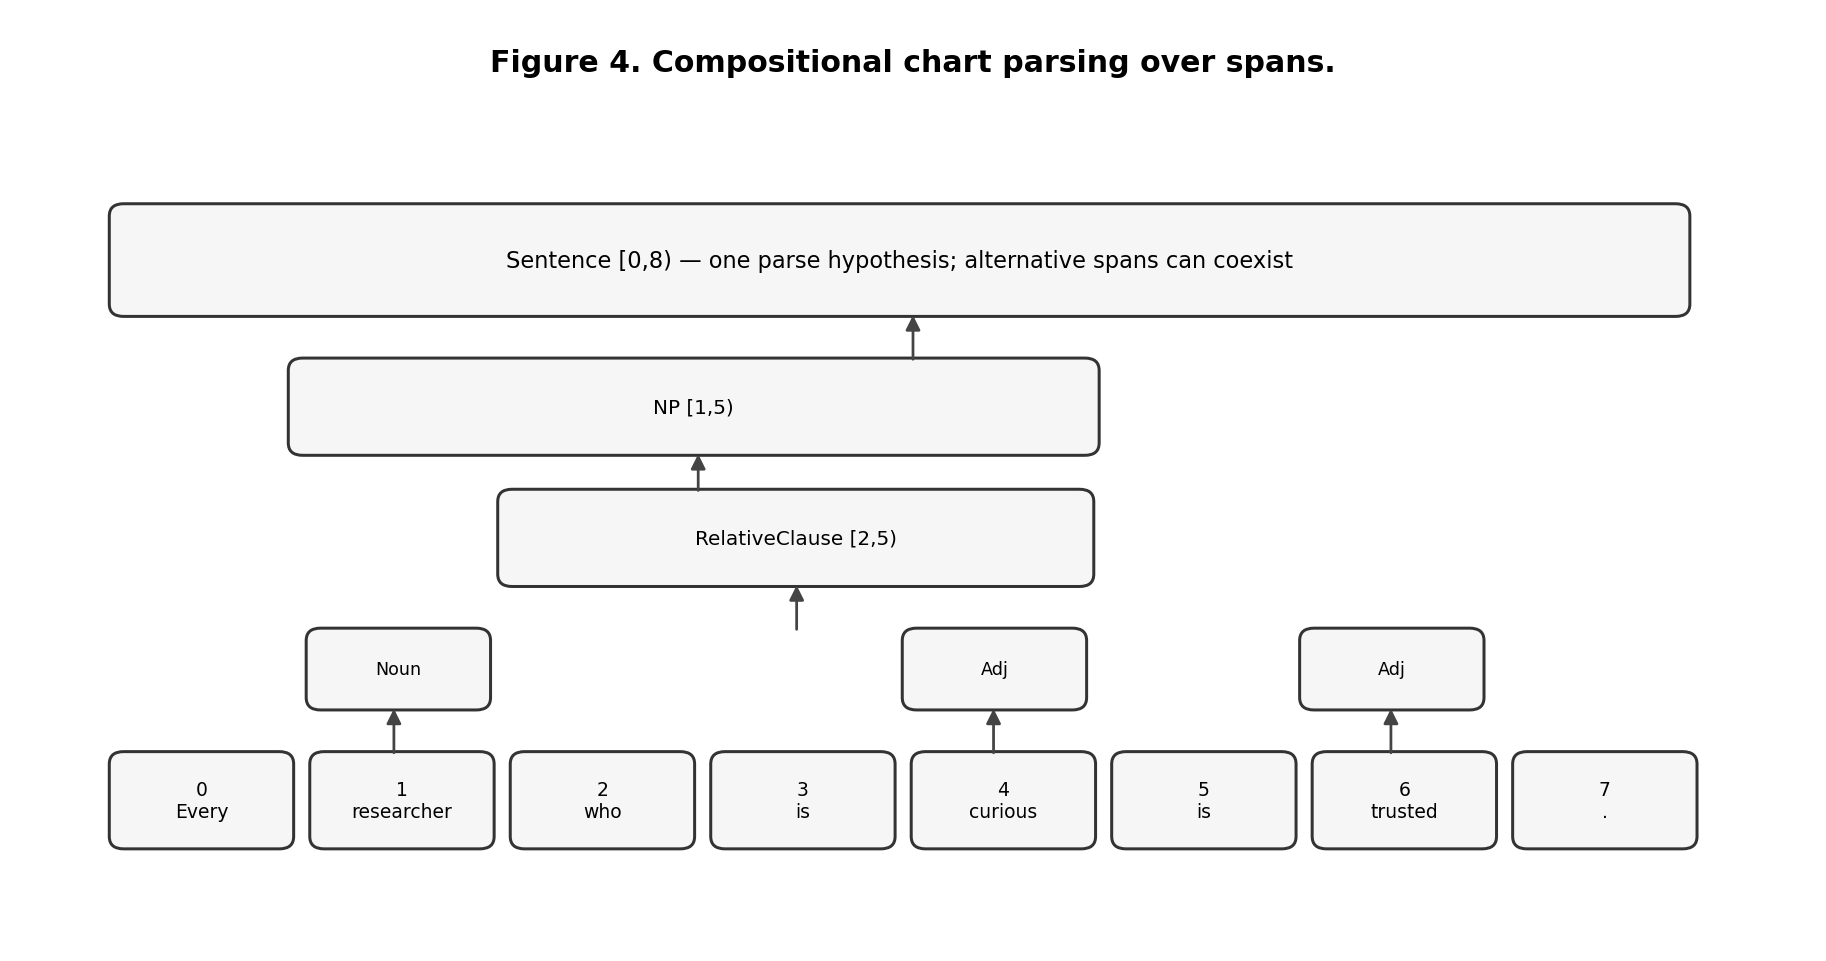 Figure 4. Compositional chart parsing over spans.
Sentence [0,8) — one parse hypothesis; alternative spans can coexist
NP [1,5)
RelativeClause [2,5)
Noun
Adj
Adj
0
Every
1
researcher
2
who
3
is
4
curious
5
is
6
trusted
7
.